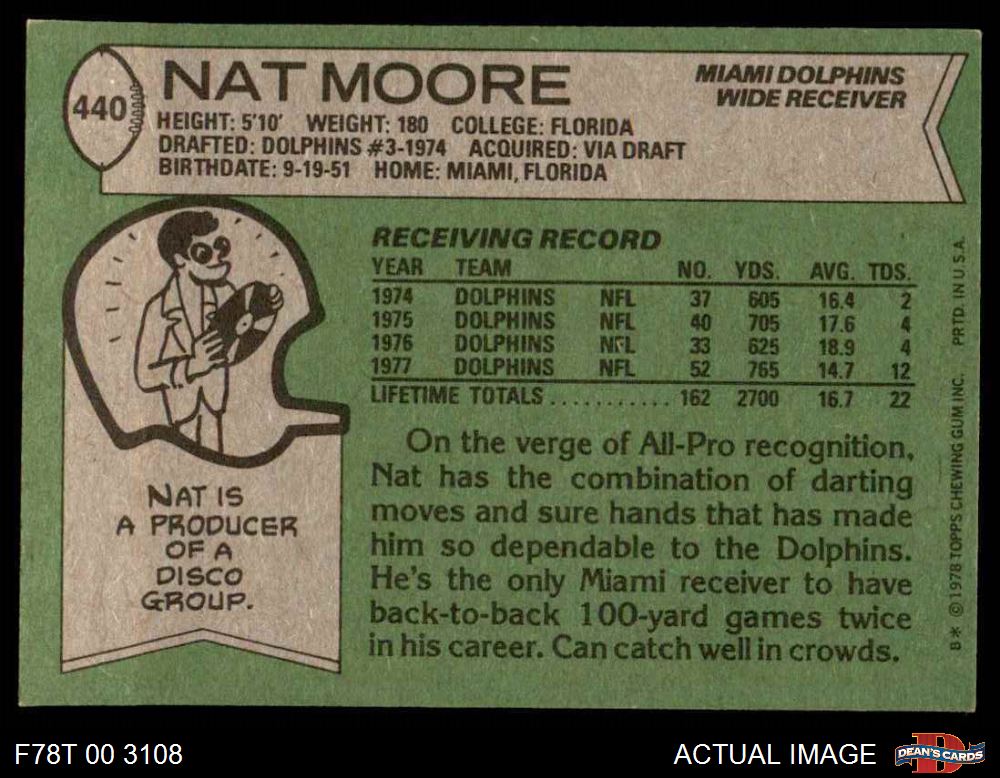 440
NAT MOORE
MIAMI DOLPHINS
WIDE RECEIVER
HEIGHT: 5'10' WEIGHT: 180 COLLEGE: FLORIDA
DRAFTED: DOLPHINS #3-1974 ACQUIRED: VIA DRAFT
BIRTHDATE: 9-19-51 HOME: MIAMI, FLORIDA
RECEIVING RECORD
YEAR TEAM NO. YDS. AVG. TDS.
1974 DOLPHINS NFL 37 605 16.4 2
1975 DOLPHINS NFL 40 705 17.6 4
1976 DOLPHINS NFL 33 625 18.9 4
1977 DOLPHINS NFL 52 765 14.7 12
LIFETIME TOTALS........... 162 2700 16.7 22
On the verge of All-Pro recognition,
Nat has the combination of darting
moves and sure hands that has made
him so dependable to the Dolphins.
He's the only Miami receiver to have
back-to-back 100-yard games twice
in his career. Can catch well in crowds.
NAT IS
A PRODUCER
OF A
DISCO
GROUP.
B* ©1978 TOPPS CHEWING GUM INC. PRTD. IN U.S.A.
F78T 00 3108
ACTUAL IMAGE
D
DEAN'S CARDS